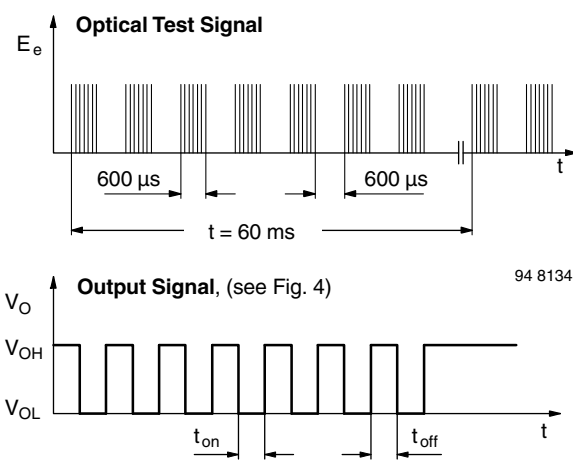 Optical Test Signal
E e
t
600 µs
600 µs
t = 60 ms
94 8134
Output Signal, (see Fig. 4)
VO
VOH
VOL
ton
toff
t